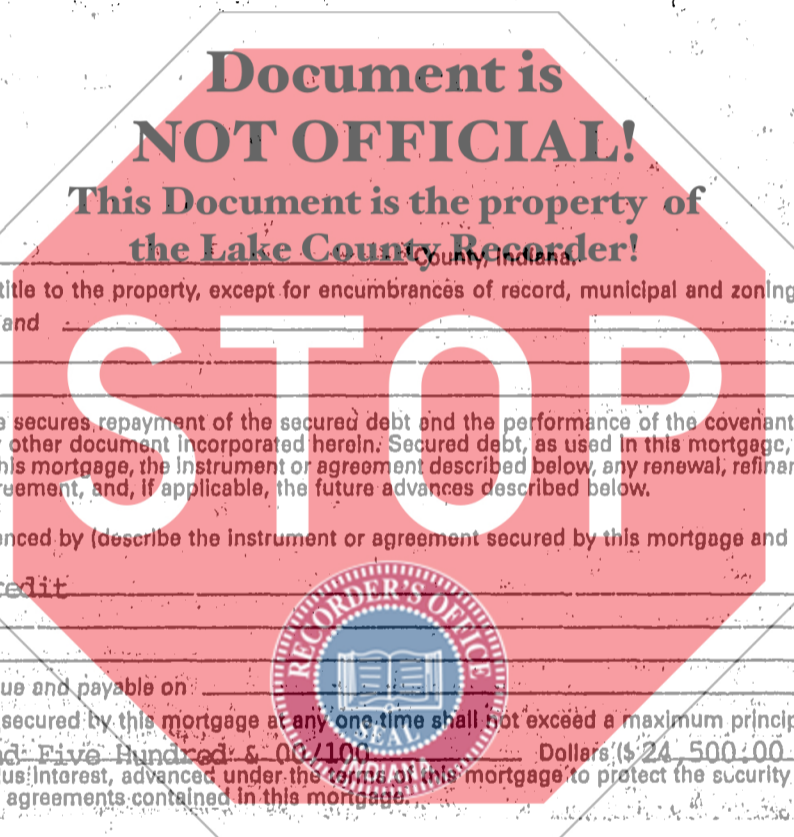 Document is
NOT OFFICIAL!
This Document is the property of
the Lake County Recorder!
County, Indiana.
title to the property, except for encumbrances of record, municipal and zoning
and
STOP
secures repayment of the secured debt and the performance of the covenant
other document incorporated herein. Secured debt, as used in this mortgage,
his mortgage, the instrument or agreement described below, any renewal, refinan
reement, and, if applicable, the future advances described below.
nced by (describe the instrument or agreement secured by this mortgage and
redit
RECORDER'S OFFICE
SEAL
INDIANA
ue and payable on
secured by this mortgage at any one time shall not exceed a maximum princip
d Five Hundred & 00/100 Dollars ($ 24,500.00
lus interest, advanced under the terms of this mortgage to protect the security
agreements contained in this mortgage.